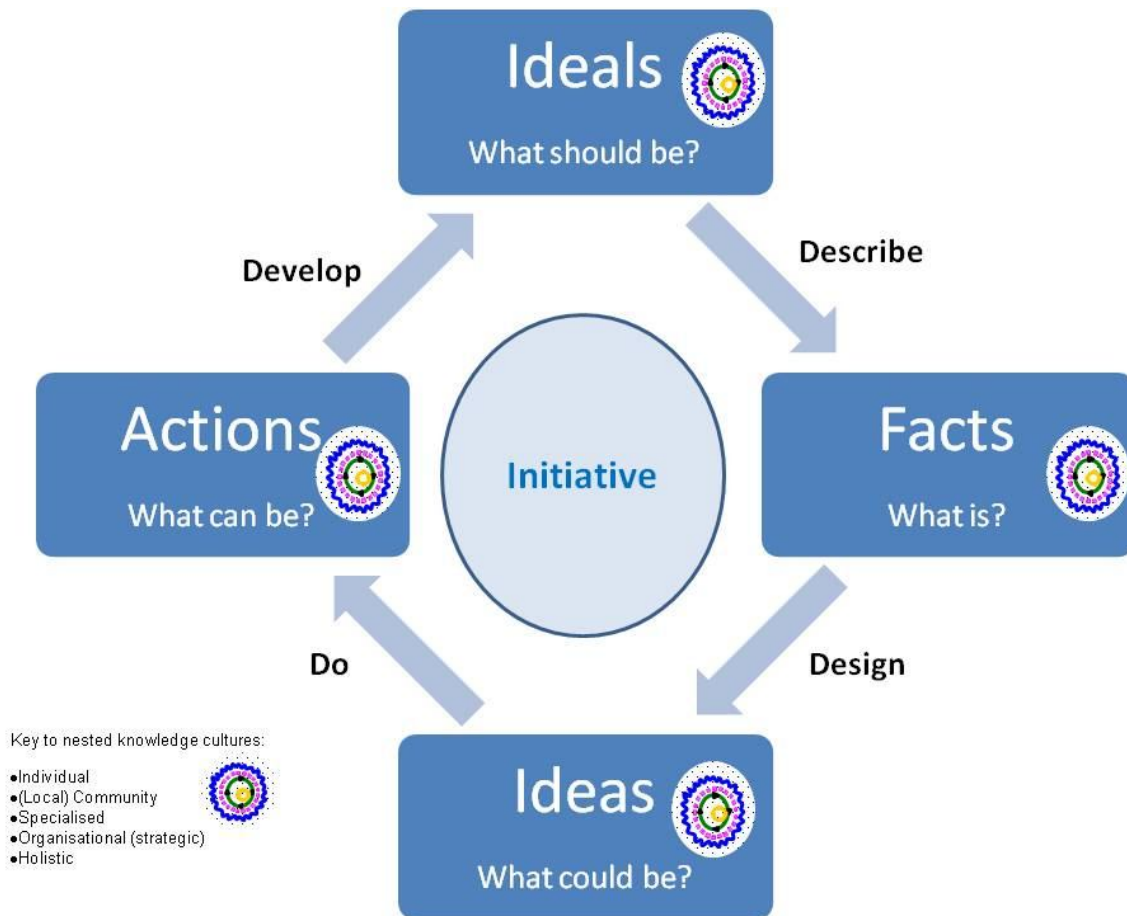 Ideals
What should be?
Develop
Describe
Actions
What can be?
Initiative
Facts
What is?
Do
Design
Ideas
What could be?
Key to nested knowledge cultures:
•Individual
•(Local) Community
•Specialised
•Organisational (strategic)
•Holistic